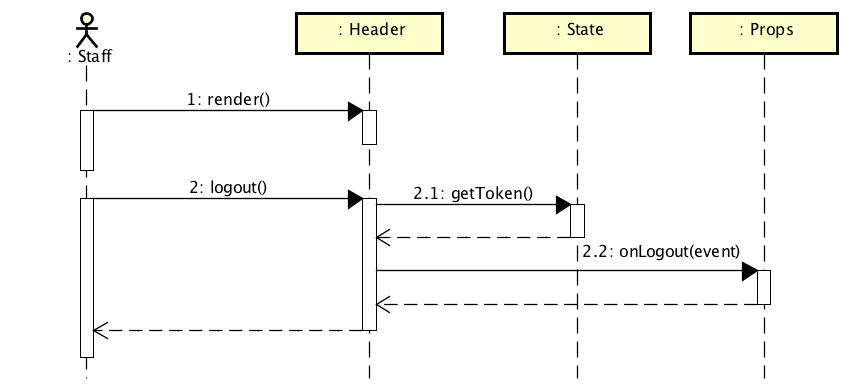 : Staff
: Header
: State
: Props
1: render()
2: logout()
2.1: getToken()
2.2: onLogout(event)